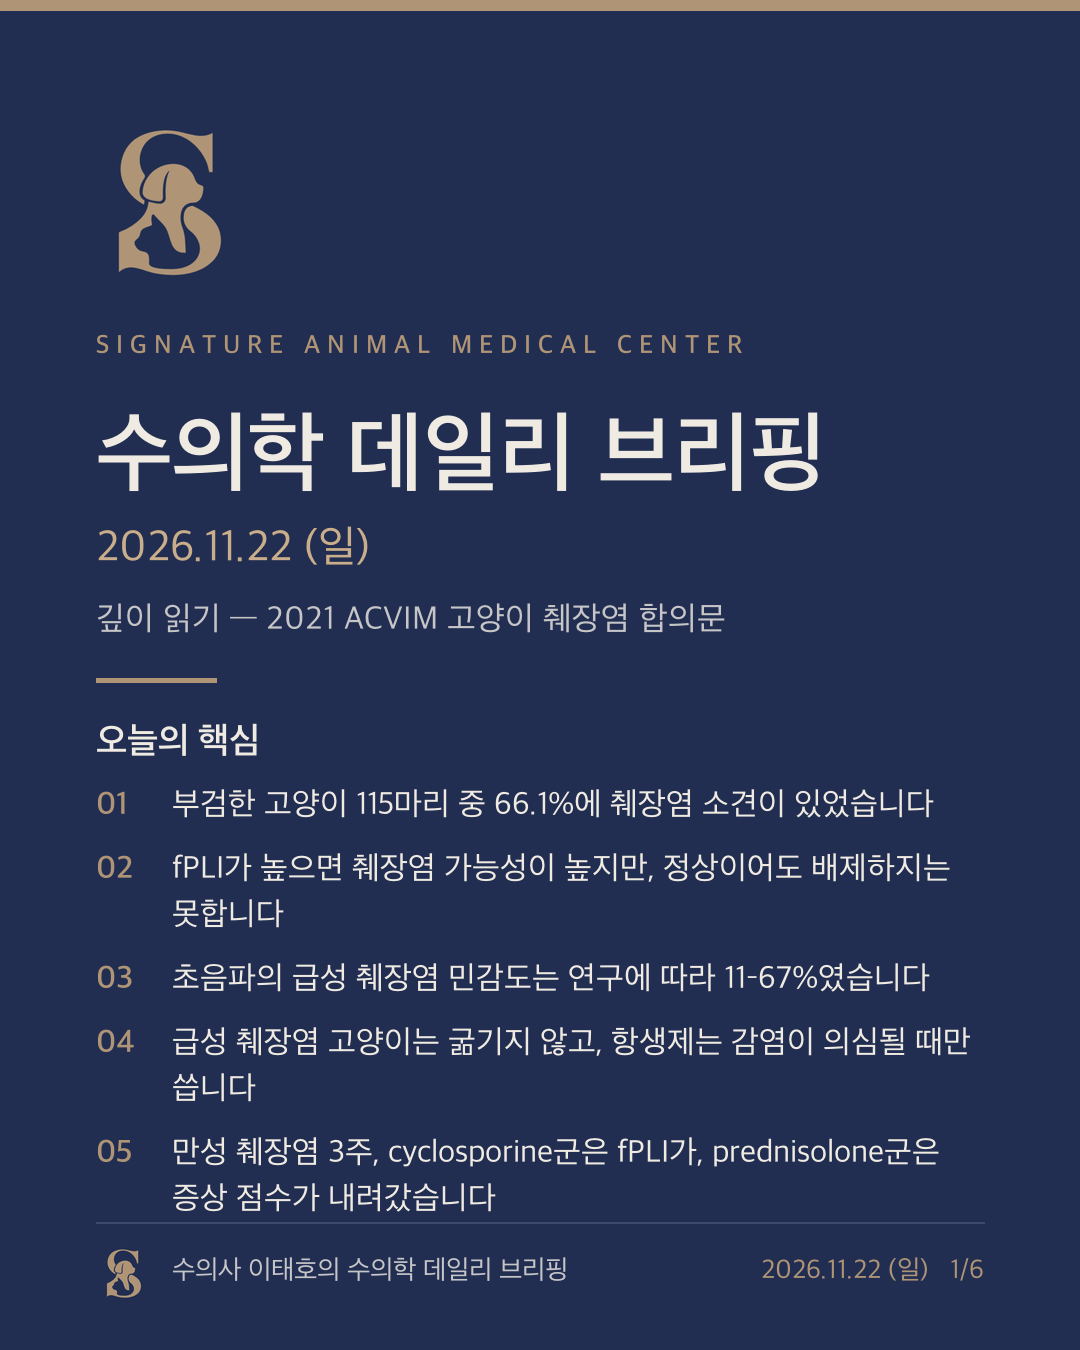 SIGNATURE ANIMAL MEDICAL CENTER
수의학 데일리 브리핑
2026.11.22 (일)
깊이 읽기 — 2021 ACVIM 고양이 췌장염 합의문
오늘의 핵심
01 부검한 고양이 115마리 중 66.1%에 췌장염 소견이 있었습니다
02 fPLI가 높으면 췌장염 가능성이 높지만, 정상이어도 배제하지는
못합니다
03 초음파의 급성 췌장염 민감도는 연구에 따라 11-67%였습니다
04 급성 췌장염 고양이는 굶기지 않고, 항생제는 감염이 의심될 때만
씁니다
05 만성 췌장염 3주, cyclosporine군은 fPLI가, prednisolone군은
증상 점수가 내려갔습니다
수의사 이태호의 수의학 데일리 브리핑 2026.11.22 (일) 1/6